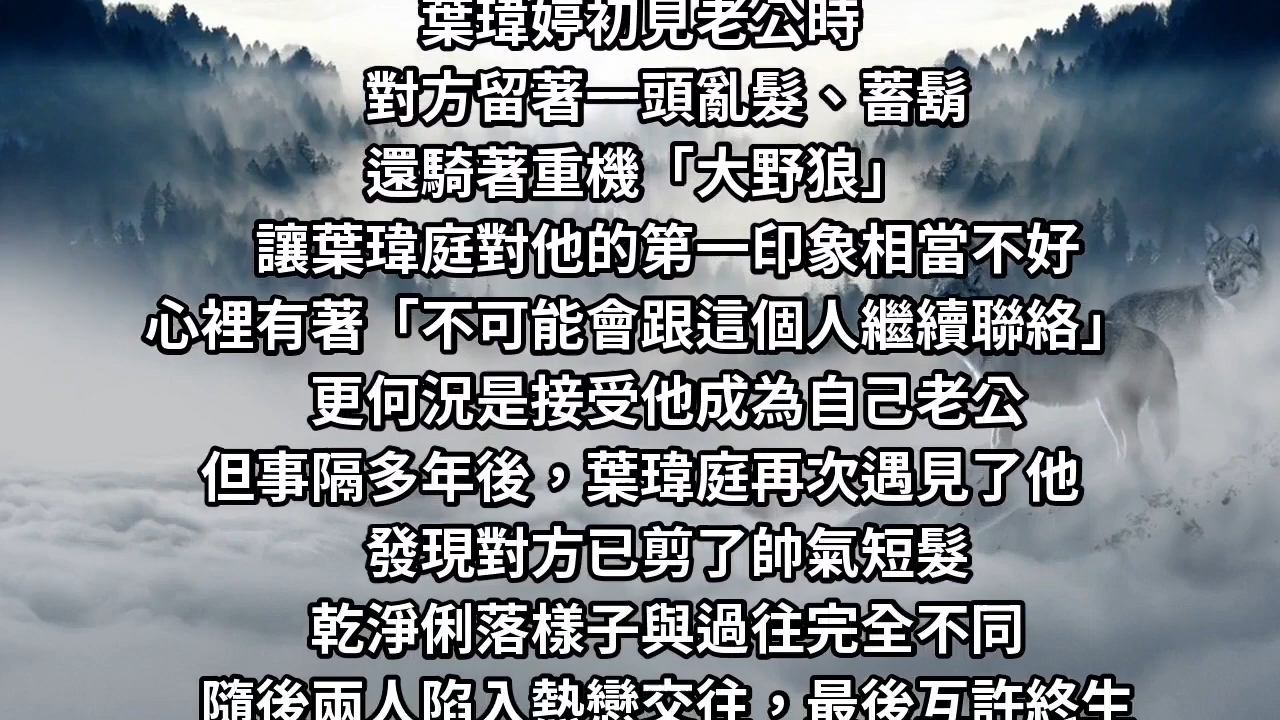 葉瑋婷初見老公時
對方留著一頭亂髮、蓄鬍
還騎著重機「大野狼」
讓葉瑋庭對他的第一印象相當不好
心裡有著「不可能會跟這個人繼續聯絡」
更何況是接受他成為自己老公
但事隔多年後，葉瑋庭再次遇見了他
發現對方已剪了帥氣短髮
乾淨俐落樣子與過往完全不同
隨後兩人陷入熱戀交往，最後互許終生